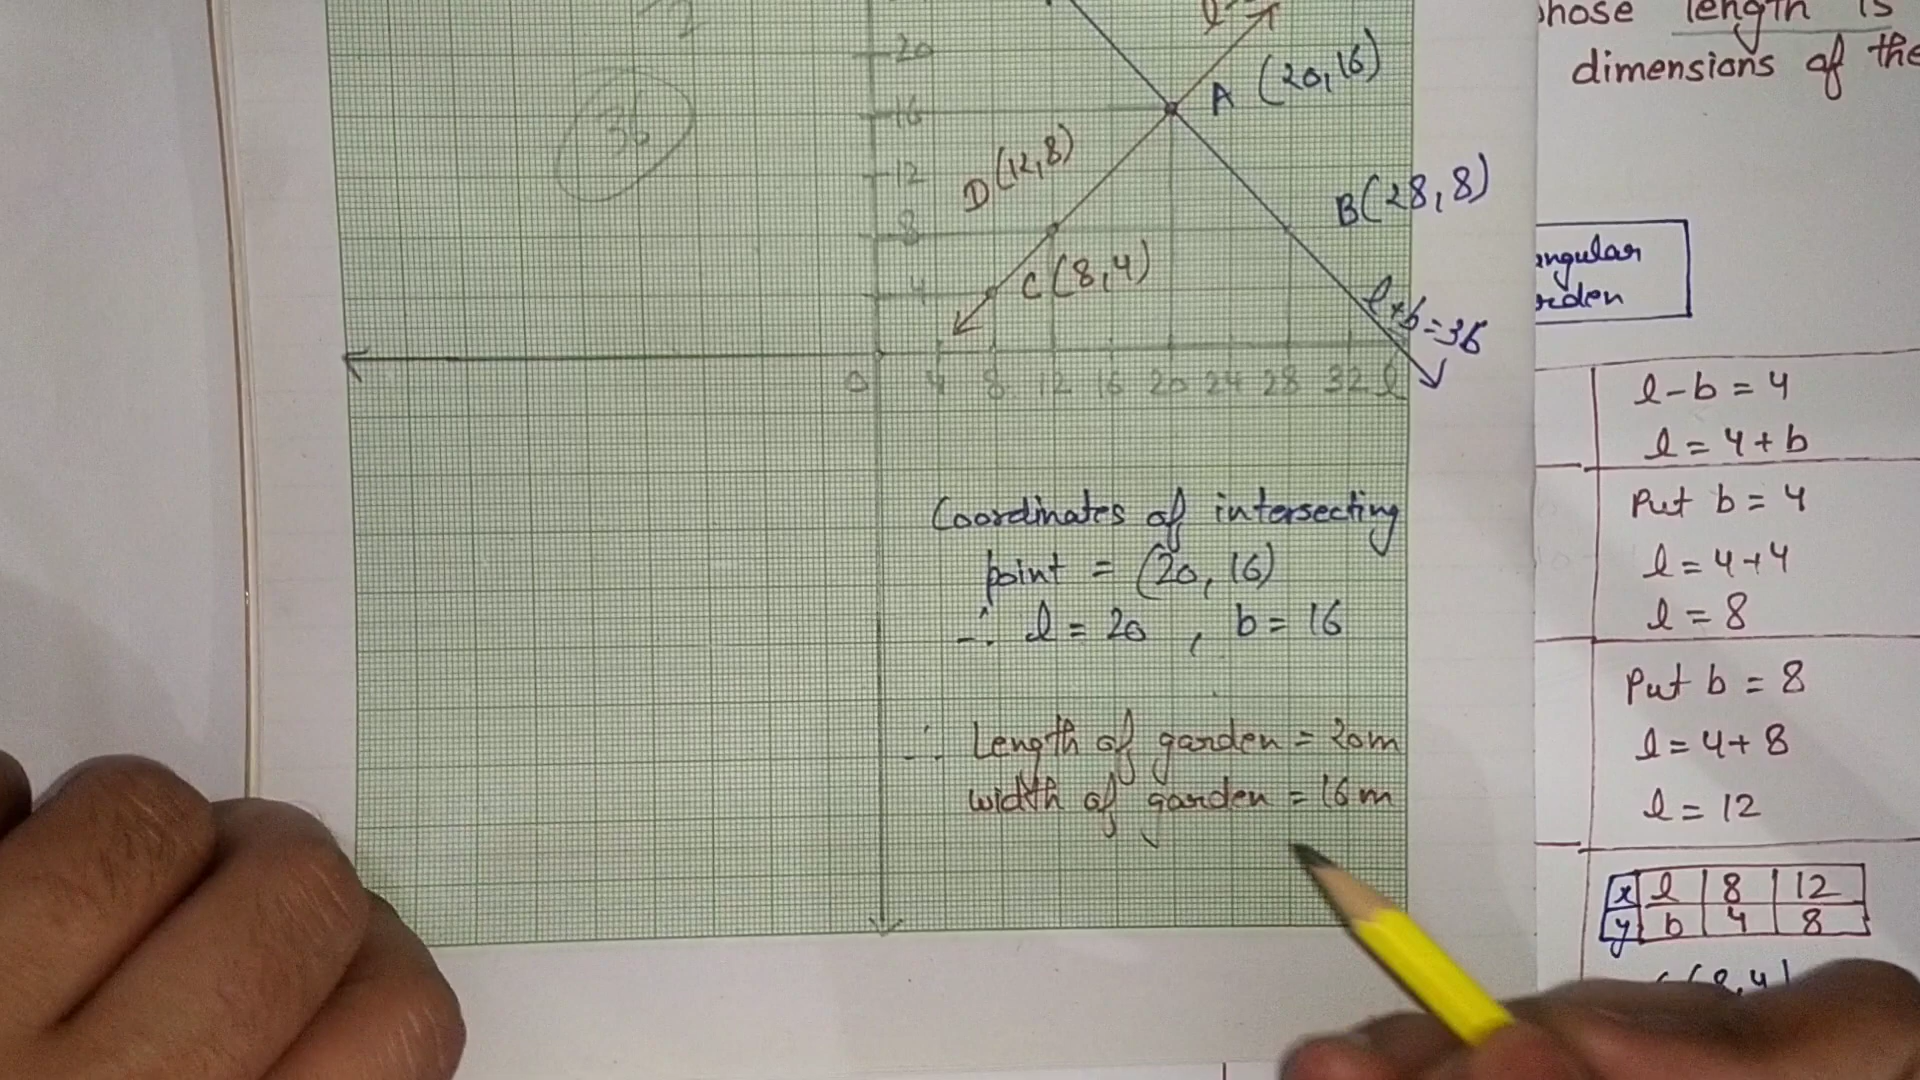 36
20
16
12
8
4
0 4 8 12 16 20 24 28 32 l
A (20,16)
D(12,8)
B(28,8)
C(8,4)
l+b=36
Coordinates of intersecting
point = (20, 16)
∴ l = 20 , b = 16
∴ Length of garden = 20m
width of garden = 16m
length is
dimensions of the
l-b = 4
l = 4+b
Put b = 4
l = 4+4
l = 8
Put b = 8
l = 4+8
l = 12
x l 8 12
y b 4 8